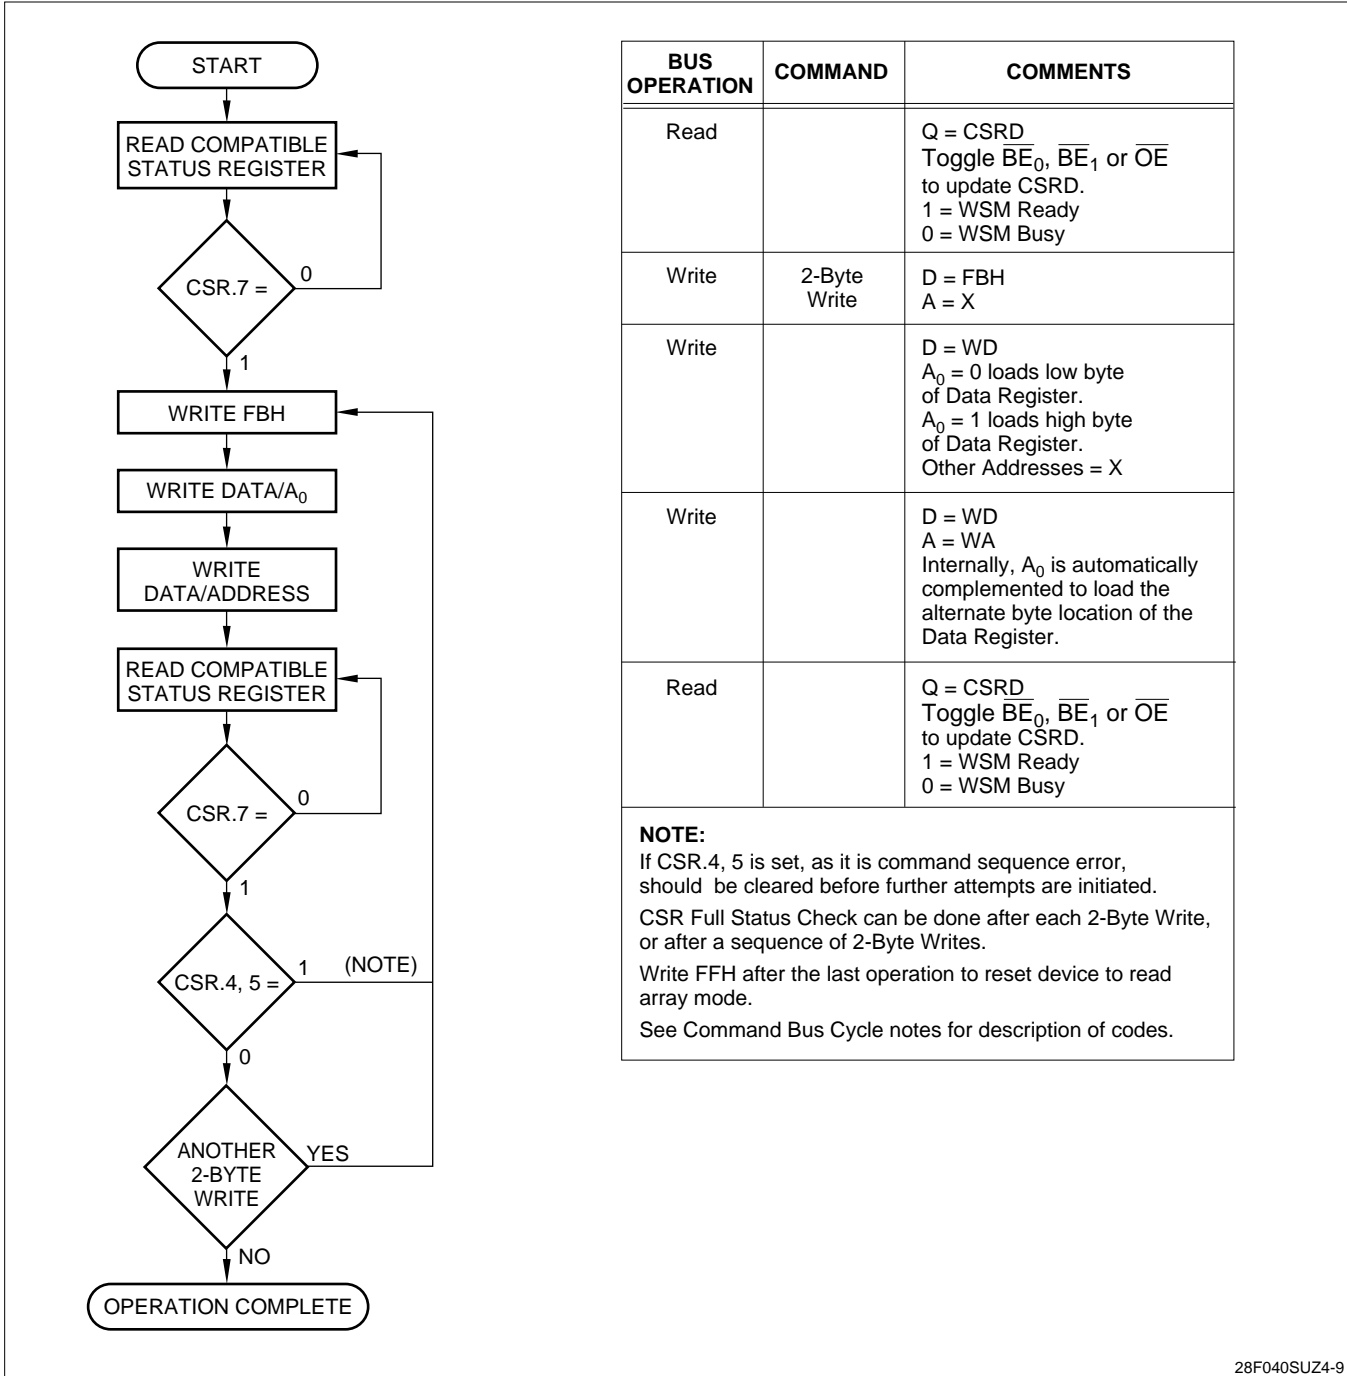 START
READ COMPATIBLE
STATUS REGISTER
CSR.7 =
0
1
WRITE FBH
WRITE DATA/A0
WRITE
DATA/ADDRESS
READ COMPATIBLE
STATUS REGISTER
CSR.7 =
0
1
CSR.4, 5 =
1
(NOTE)
0
ANOTHER
2-BYTE
WRITE
YES
NO
OPERATION COMPLETE
BUS
OPERATION
COMMAND
COMMENTS
Read
Q = CSRD
Toggle B̅E̅0, B̅E̅1 or O̅E̅
to update CSRD.
1 = WSM Ready
0 = WSM Busy
Write
2-Byte
Write
D = FBH
A = X
Write
D = WD
A0 = 0 loads low byte
of Data Register.
A0 = 1 loads high byte
of Data Register.
Other Addresses = X
Write
D = WD
A = WA
Internally, A0 is automatically
complemented to load the
alternate byte location of the
Data Register.
Read
Q = CSRD
Toggle B̅E̅0, B̅E̅1 or O̅E̅
to update CSRD.
1 = WSM Ready
0 = WSM Busy
NOTE:
If CSR.4, 5 is set, as it is command sequence error,
should be cleared before further attempts are initiated.
CSR Full Status Check can be done after each 2-Byte Write,
or after a sequence of 2-Byte Writes.
Write FFH after the last operation to reset device to read
array mode.
See Command Bus Cycle notes for description of codes.
28F040SUZ4-9